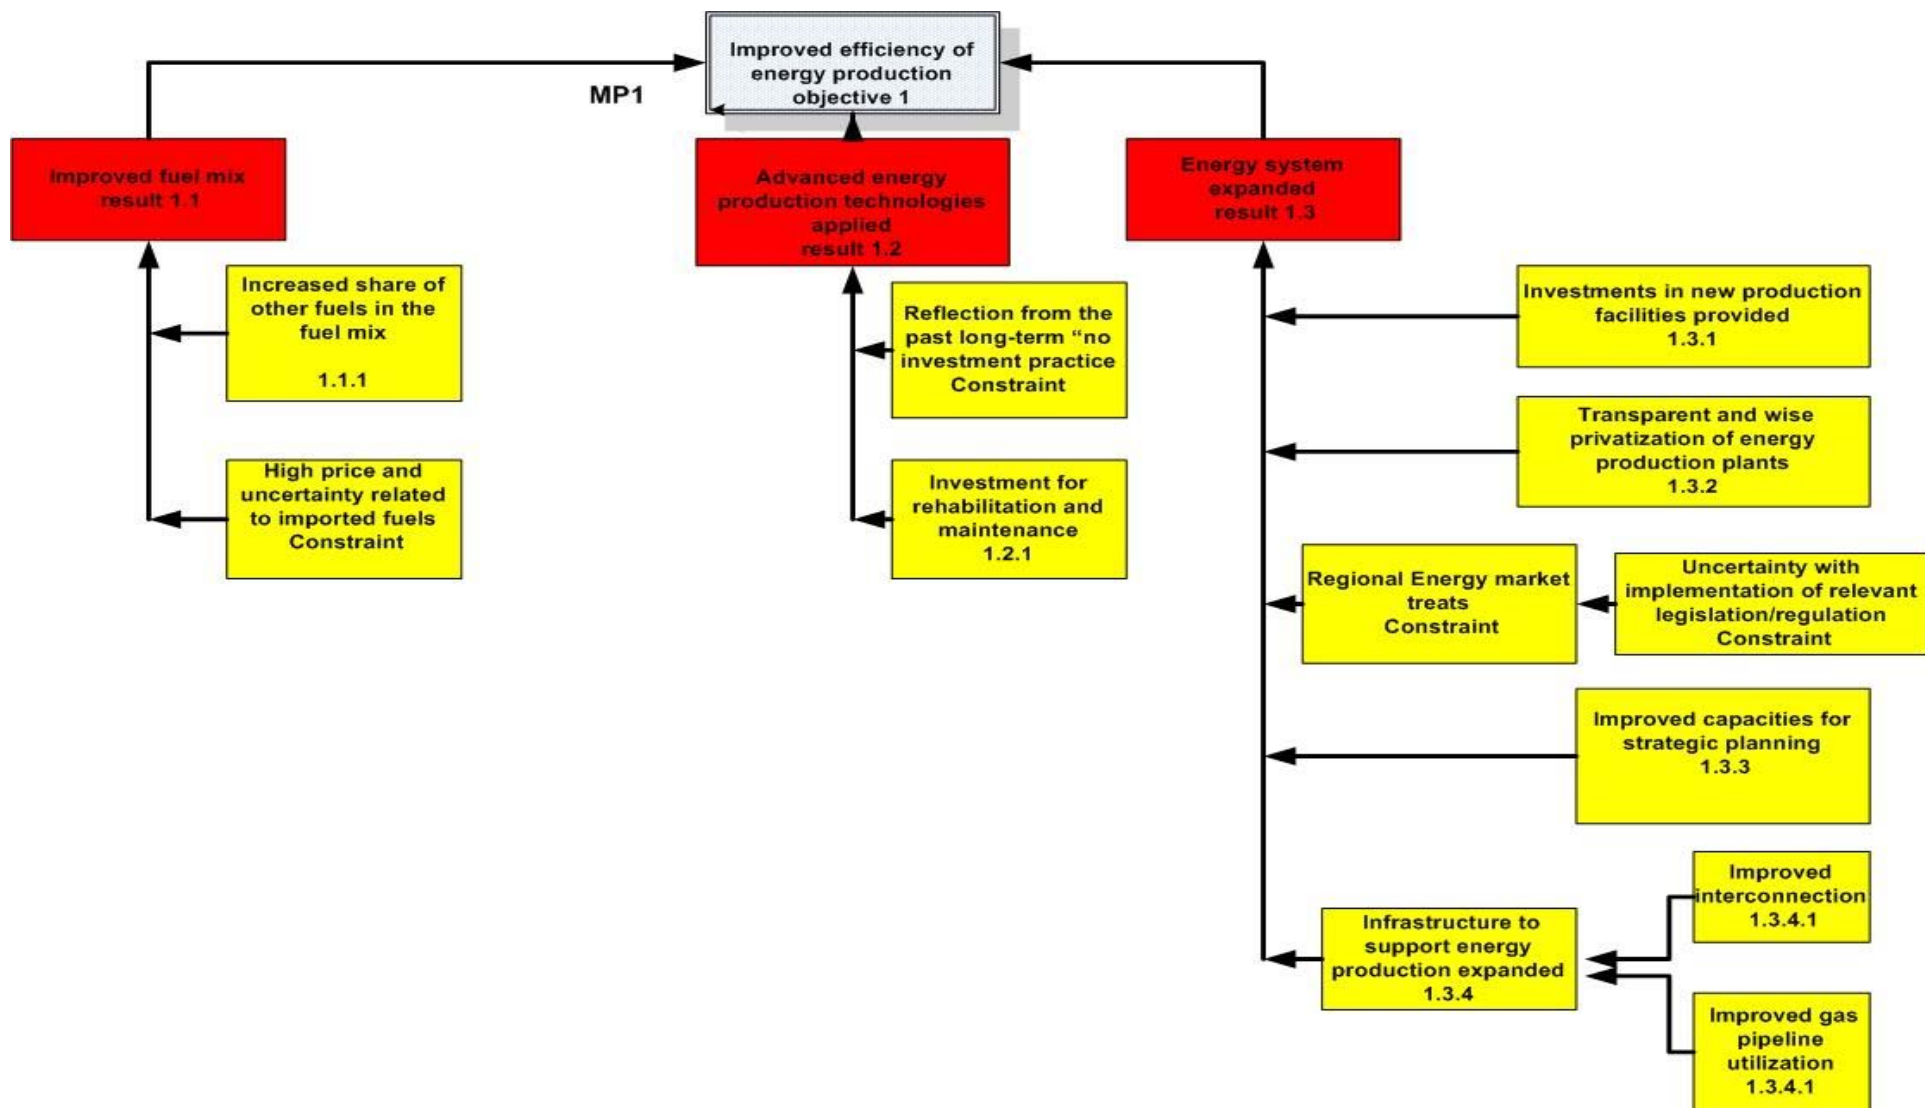 Improved efficiency of
energy production
objective 1
MP1
Improved fuel mix
result 1.1
Advanced energy
production technologies
applied
result 1.2
Energy system
expanded
result 1.3
Increased share of
other fuels in the
fuel mix
1.1.1
High price and
uncertainty related
to imported fuels
Constraint
Reflection from the
past long-term “no
investment practice
Constraint
Investment for
rehabilitation and
maintenance
1.2.1
Investments in new production
facilities provided
1.3.1
Transparent and wise
privatization of energy
production plants
1.3.2
Regional Energy market
treats
Constraint
Uncertainty with
implementation of relevant
legislation/regulation
Constraint
Improved capacities for
strategic planning
1.3.3
Infrastructure to
support energy
production expanded
1.3.4
Improved
interconnection
1.3.4.1
Improved gas
pipeline
utilization
1.3.4.1